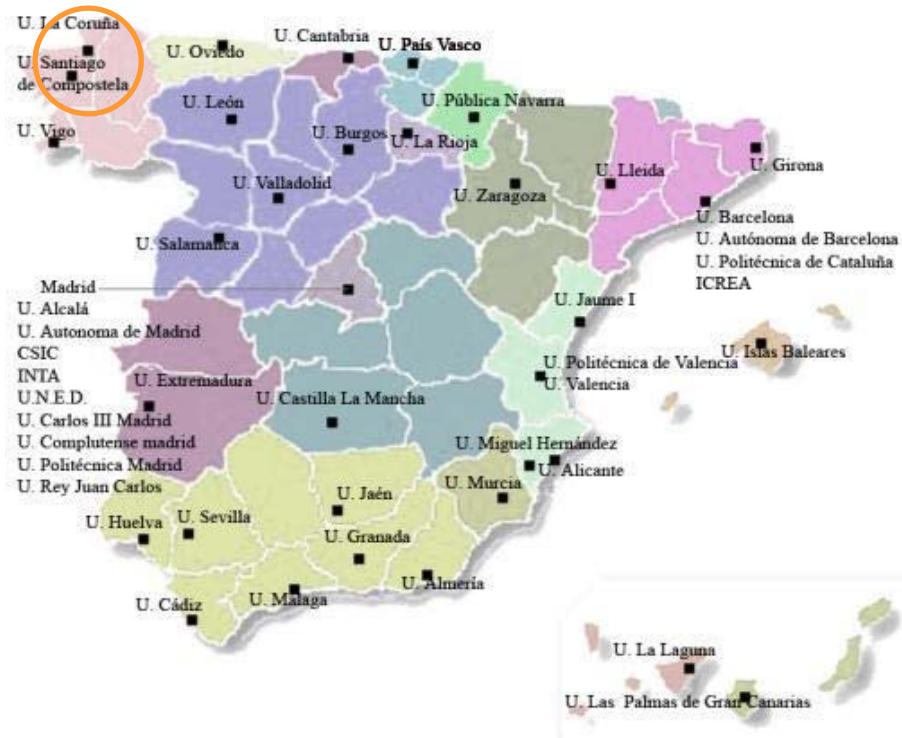 U. La Coruña
U. Santiago
de Compostela
U. Vigo
U. Oviedo
U. Cantabria
U. País Vasco
U. León
U. Burgos
U. Pública Navarra
U. La Rioja
U. Valladolid
U. Zaragoza
U. Lleida
U. Girona
U. Salamanca
U. Barcelona
U. Autónoma de Barcelona
U. Politécnica de Cataluña
ICREA
Madrid
U. Alcalá
U. Autonoma de Madrid
CSIC
INTA
U.N.E.D.
U. Carlos III Madrid
U. Complutense madrid
U. Politécnica Madrid
U. Rey Juan Carlos
U. Jaume I
U. Politécnica de Valencia
U. Valencia
U. Islas Baleares
U. Extremadura
U. Castilla La Mancha
U. Miguel Hernández
U. Alicante
U. Murcia
U. Jaén
U. Huelva
U. Sevilla
U. Granada
U. Almería
U. Málaga
U. Cádiz
U. La Laguna
U. Las Palmas de Gran Canarias